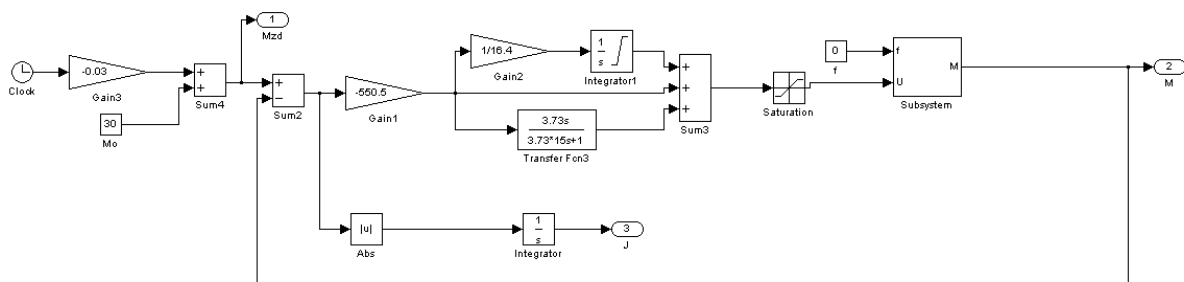 1
Mzd
-0.03
Clock
Gain3
+
+
Sum4
30
Mo
+
−
Sum2
-550.5
Gain1
1/16.4
Gain2
1
s
Integrator1
3.73s
3.73*15s+1
Transfer Fcn3
+
+
+
Sum3
Saturation
0
f
f
U
M
Subsystem
2
M
|u|
Abs
1
s
Integrator
3
J